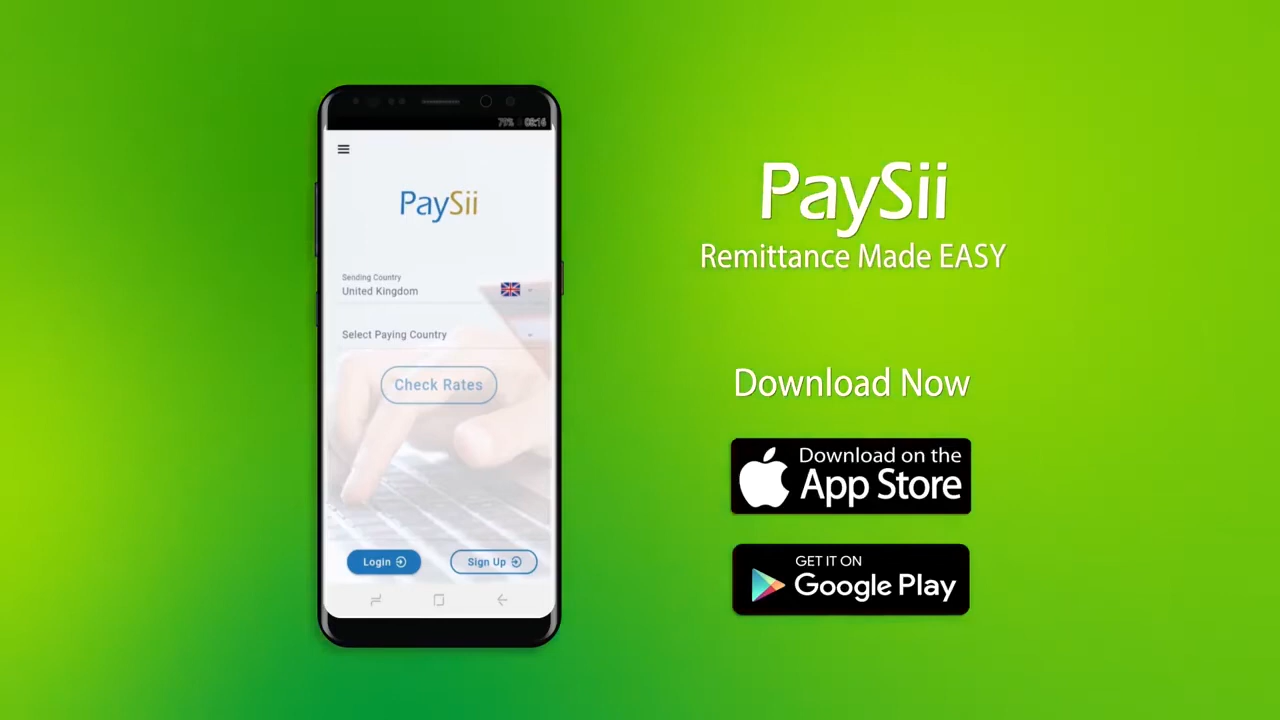 PaySii
Sending Country
United Kingdom
Select Paying Country
Check Rates
Login
Sign Up
PaySii
Remittance Made EASY
Download Now
Download on the
App Store
GET IT ON
Google Play